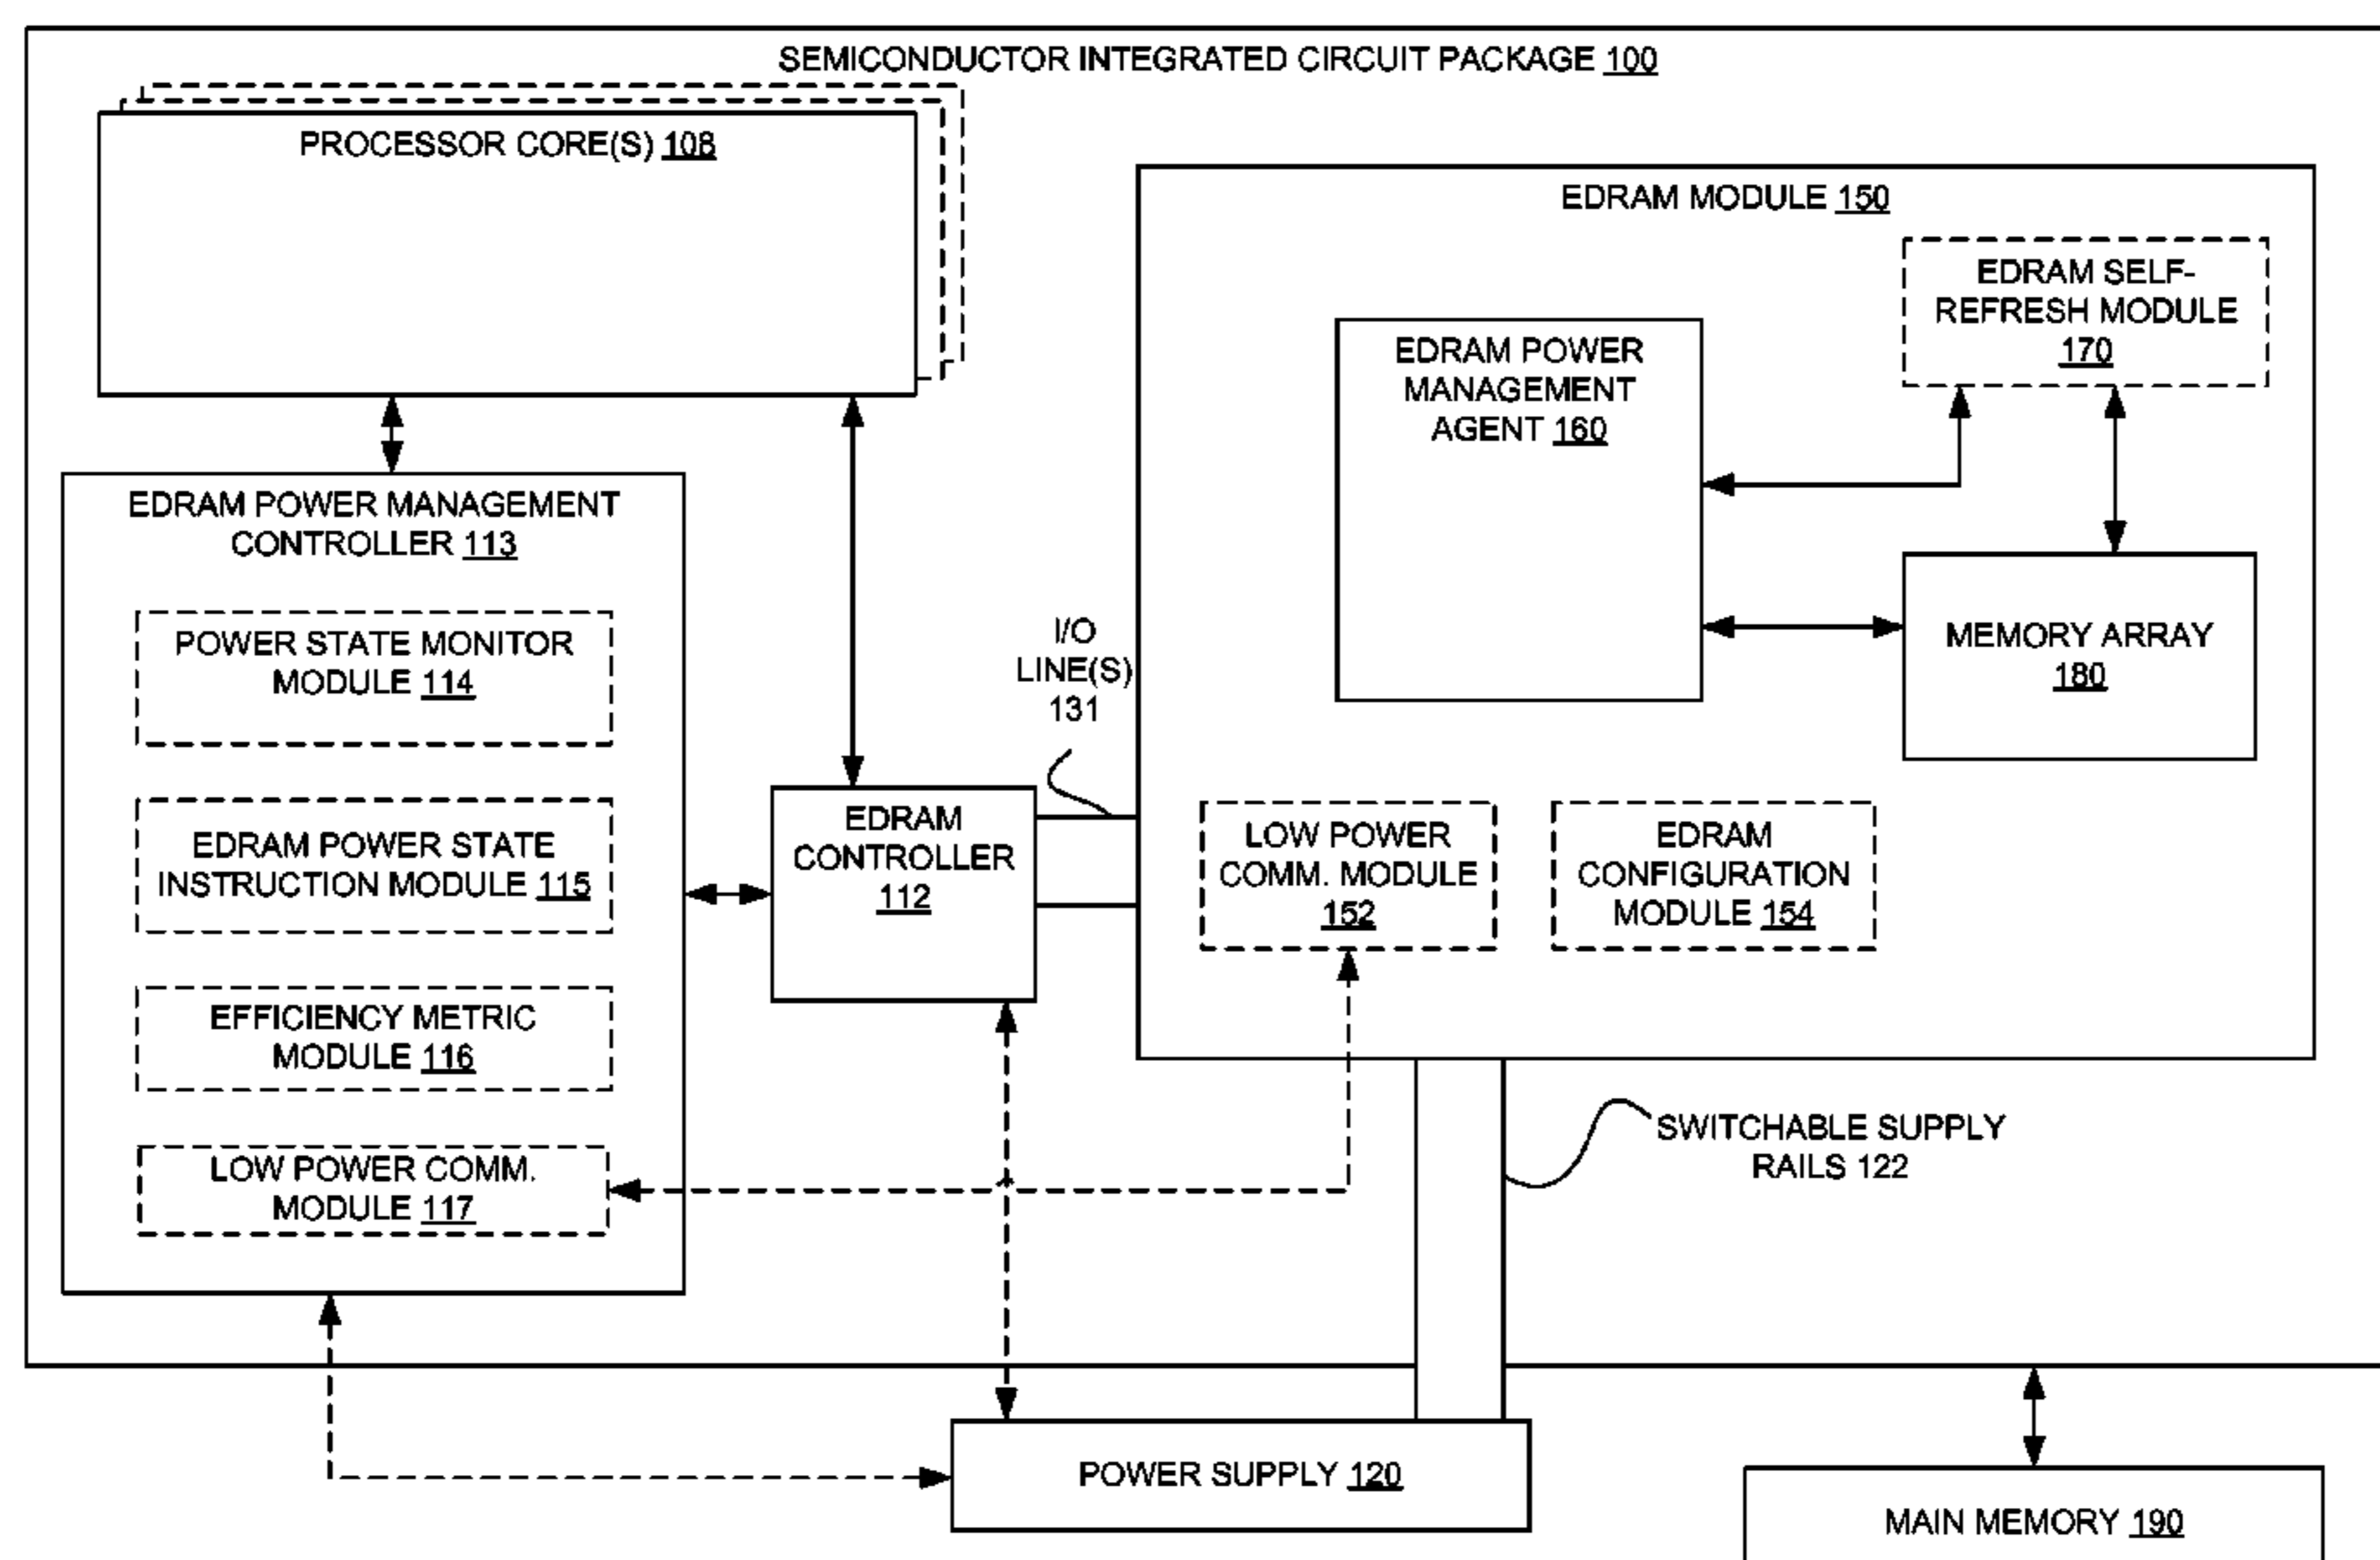 SEMICONDUCTOR INTEGRATED CIRCUIT PACKAGE 100
PROCESSOR CORE(S) 108
EDRAM POWER MANAGEMENT
CONTROLLER 113
POWER STATE MONITOR
MODULE 114
EDRAM POWER STATE
INSTRUCTION MODULE 115
EFFICIENCY METRIC
MODULE 116
LOW POWER COMM.
MODULE 117
EDRAM
CONTROLLER
112
I/O
LINE(S)
131
EDRAM MODULE 150
EDRAM POWER
MANAGEMENT
AGENT 160
EDRAM SELF-
REFRESH MODULE
170
MEMORY ARRAY
180
LOW POWER
COMM. MODULE
152
EDRAM
CONFIGURATION
MODULE 154
SWITCHABLE SUPPLY
RAILS 122
POWER SUPPLY 120
MAIN MEMORY 190